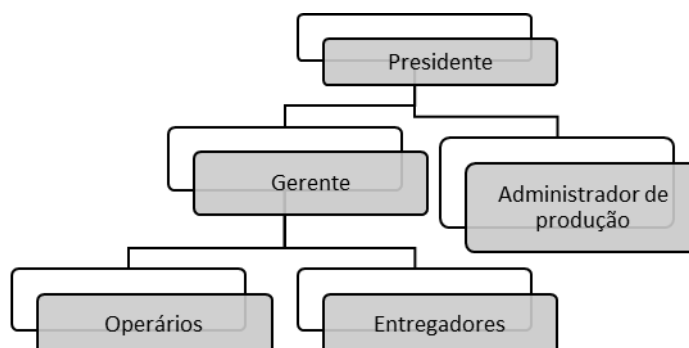 Presidente
Gerente
Administrador de
produção
Operários
Entregadores